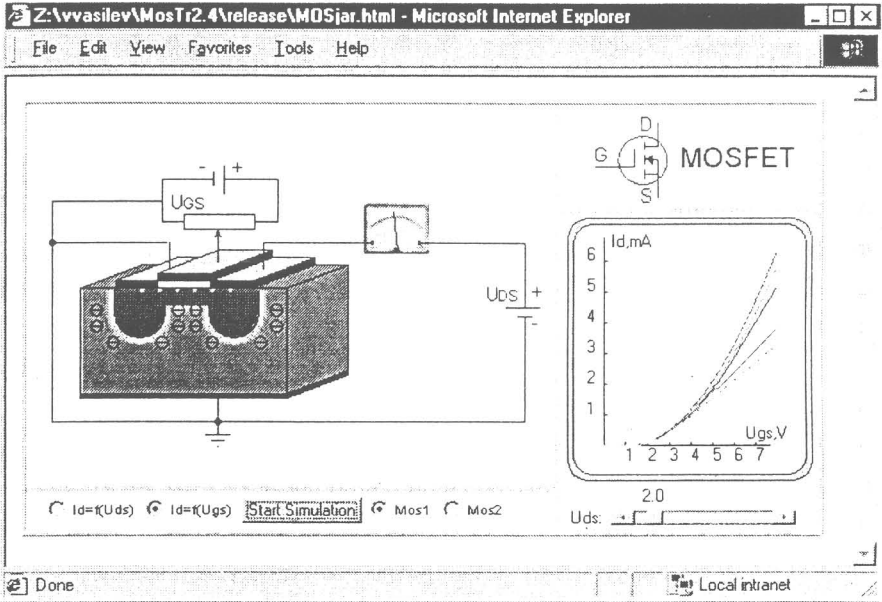 Z:\vvasilev\MosTr2.4\release\MOSjar.html - Microsoft Internet Explorer
File Edit View Favorites Tools Help
D
G
S
MOSFET
- +
UGS
UDS
+
-
Id,mA
6
5
4
3
2
1
Ugs,V
1 2 3 4 5 6 7
Id=f(Uds) Id=f(Ugs) Start Simulation Mos1 Mos2
2.0
Uds:
Done
Local intranet